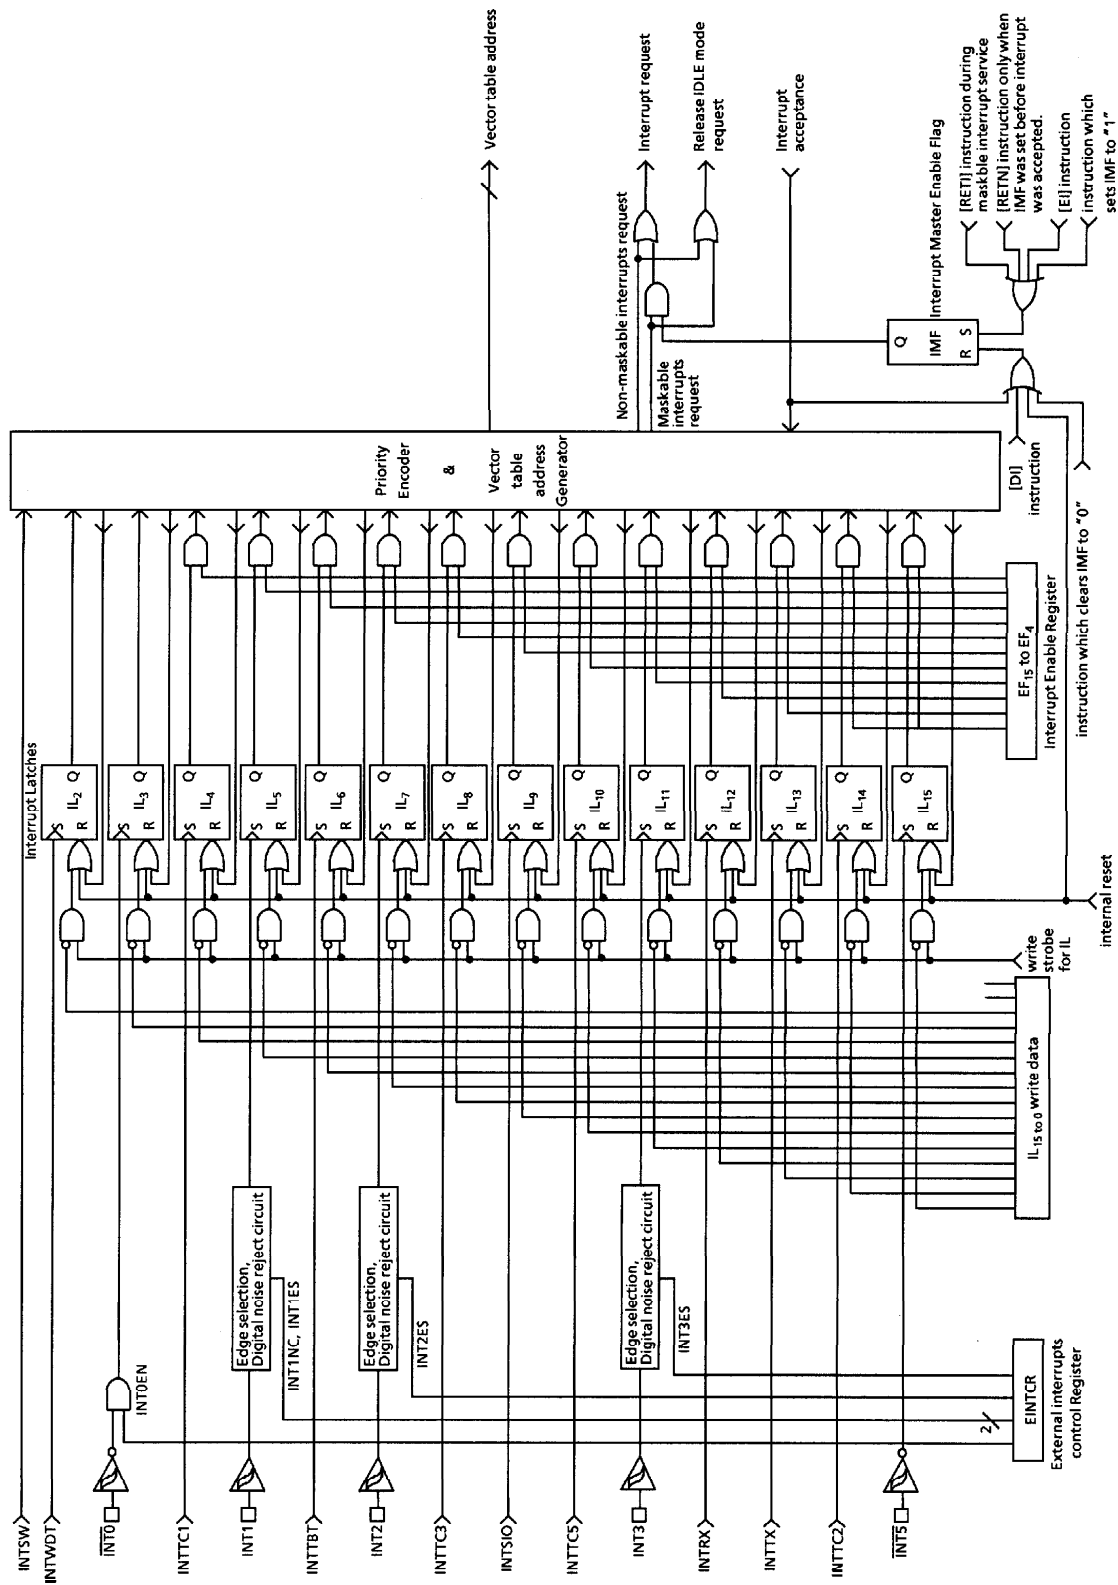 INTSW
INTWDT
INT0
INTTC1
INT1
INTTBT
INT2
INTTC3
INTSIO
INTTC5
INT3
INTRX
INTTX
INTTC2
INT5
INT0EN
Edge selection,
Digital noise reject circuit
INT1NC, INT1ES
Edge selection,
Digital noise reject circuit
INT2ES
Edge selection,
Digital noise reject circuit
INT3ES
2
EINTCR
External interrupts
control Register
IL15 to 0 write data
write
strobe
for IL
internal reset
Interrupt Latches
S IL2 Q R
S IL3 Q R
S IL4 Q R
S IL5 Q R
S IL6 Q R
S IL7 Q R
S IL8 Q R
S IL9 Q R
S IL10 Q R
S IL11 Q R
S IL12 Q R
S IL13 Q R
S IL14 Q R
S IL15 Q R
EF15 to EF4
Interrupt Enable Register
instruction which clears IMF to "0"
Priority
Encoder
&
Vector
table
address
Generator
[DI]
instruction
Vector table address
Non-maskable interrupts request
Maskable
interrupts
request
Interrupt request
Release IDLE mode
request
Interrupt
acceptance
Q
IMF
R S
Interrupt Master Enable Flag
[RETI] instruction during
maskble interrupt service
[RETN] instruction only when
IMF was set before interrupt
was accepted.
[EI] instruction
instruction which
sets IMF to "1"